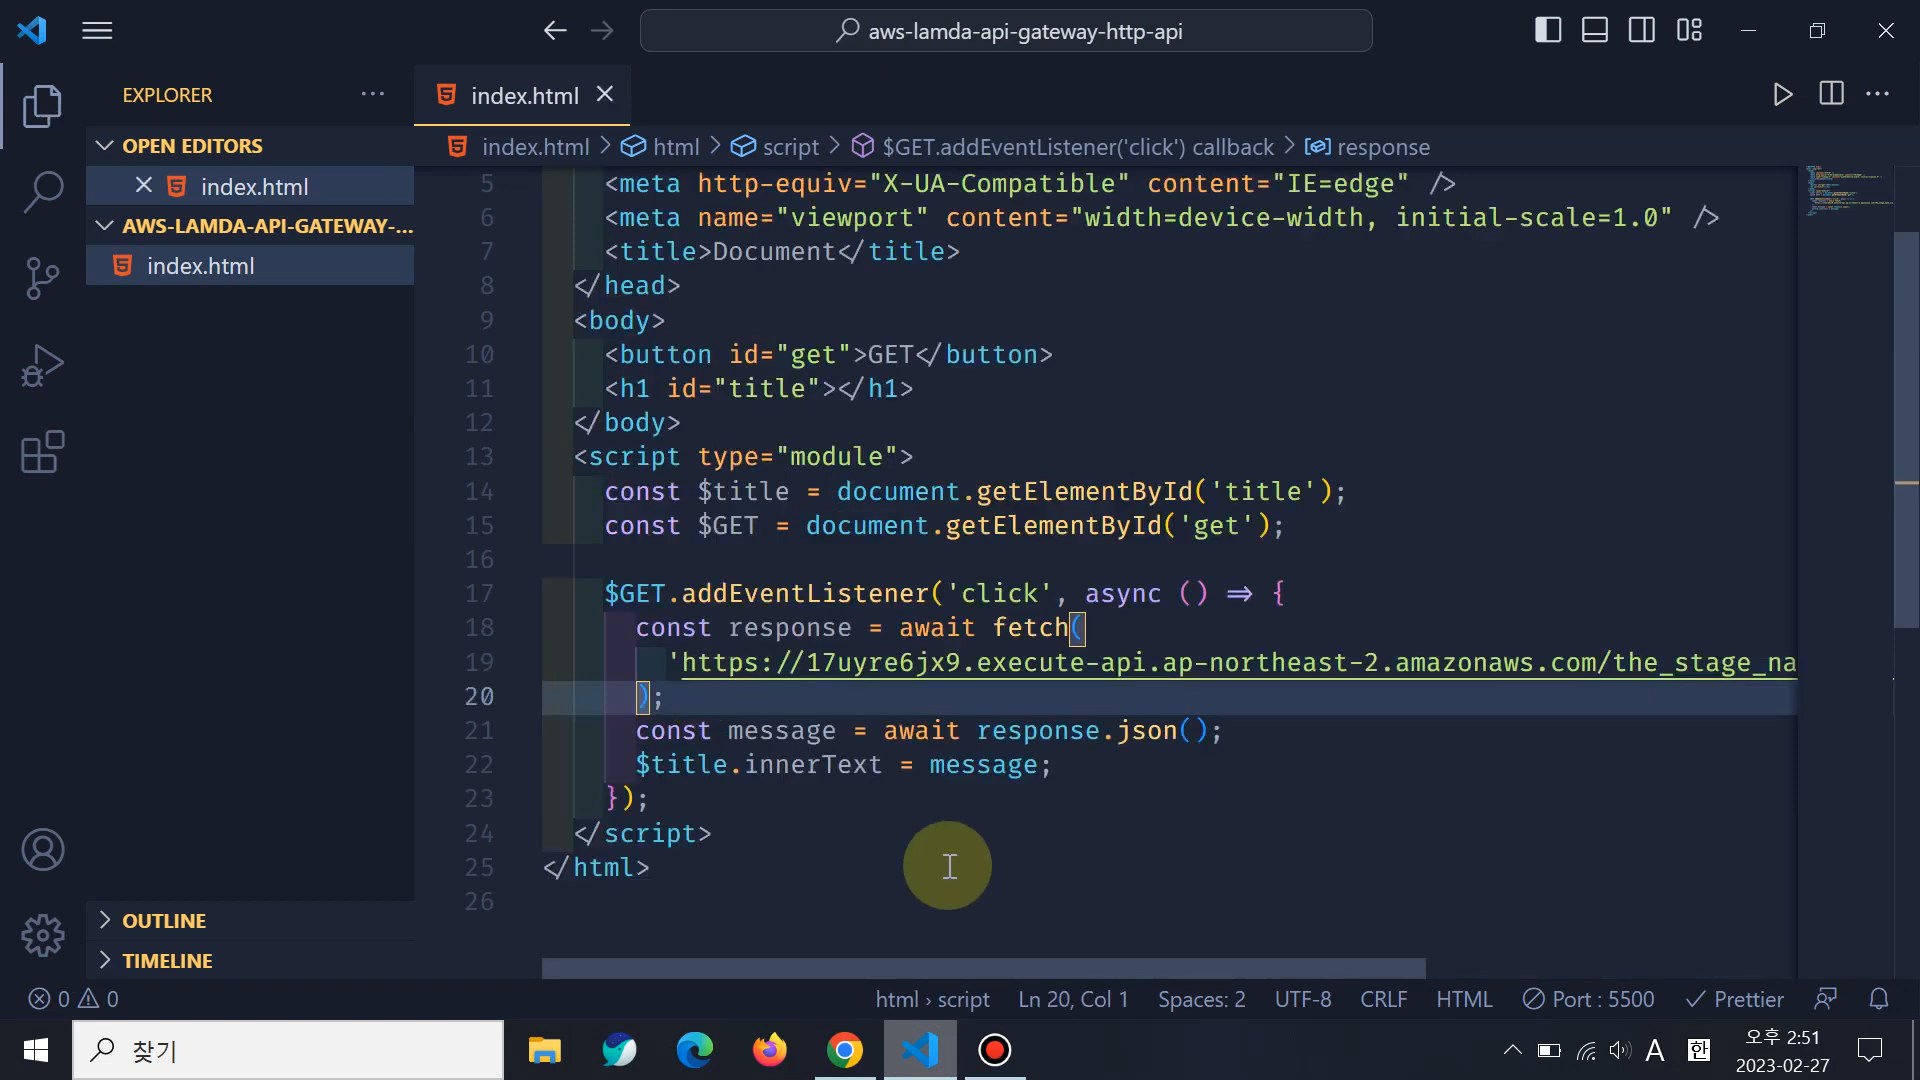 aws-lamda-api-gateway-http-api
EXPLORER
index.html
OPEN EDITORS
index.html
AWS-LAMDA-API-GATEWAY-...
index.html
index.html > html > script > $GET.addEventListener('click') callback > response
5 <meta http-equiv="X-UA-Compatible" content="IE=edge" />
6 <meta name="viewport" content="width=device-width, initial-scale=1.0" />
7 <title>Document</title>
8 </head>
9 <body>
10 <button id="get">GET</button>
11 <h1 id="title"></h1>
12 </body>
13 <script type="module">
14 const $title = document.getElementById('title');
15 const $GET = document.getElementById('get');
16
17 $GET.addEventListener('click', async () => {
18 const response = await fetch(
19 'https://17uyre6jx9.execute-api.ap-northeast-2.amazonaws.com/the_stage_na
20 );
21 const message = await response.json();
22 $title.innerText = message;
23 });
24 </script>
25 </html>
26
OUTLINE
TIMELINE
0 0 html › script Ln 20, Col 1 Spaces: 2 UTF-8 CRLF HTML Port : 5500 Prettier
찾기
A 한
오후 2:51
2023-02-27